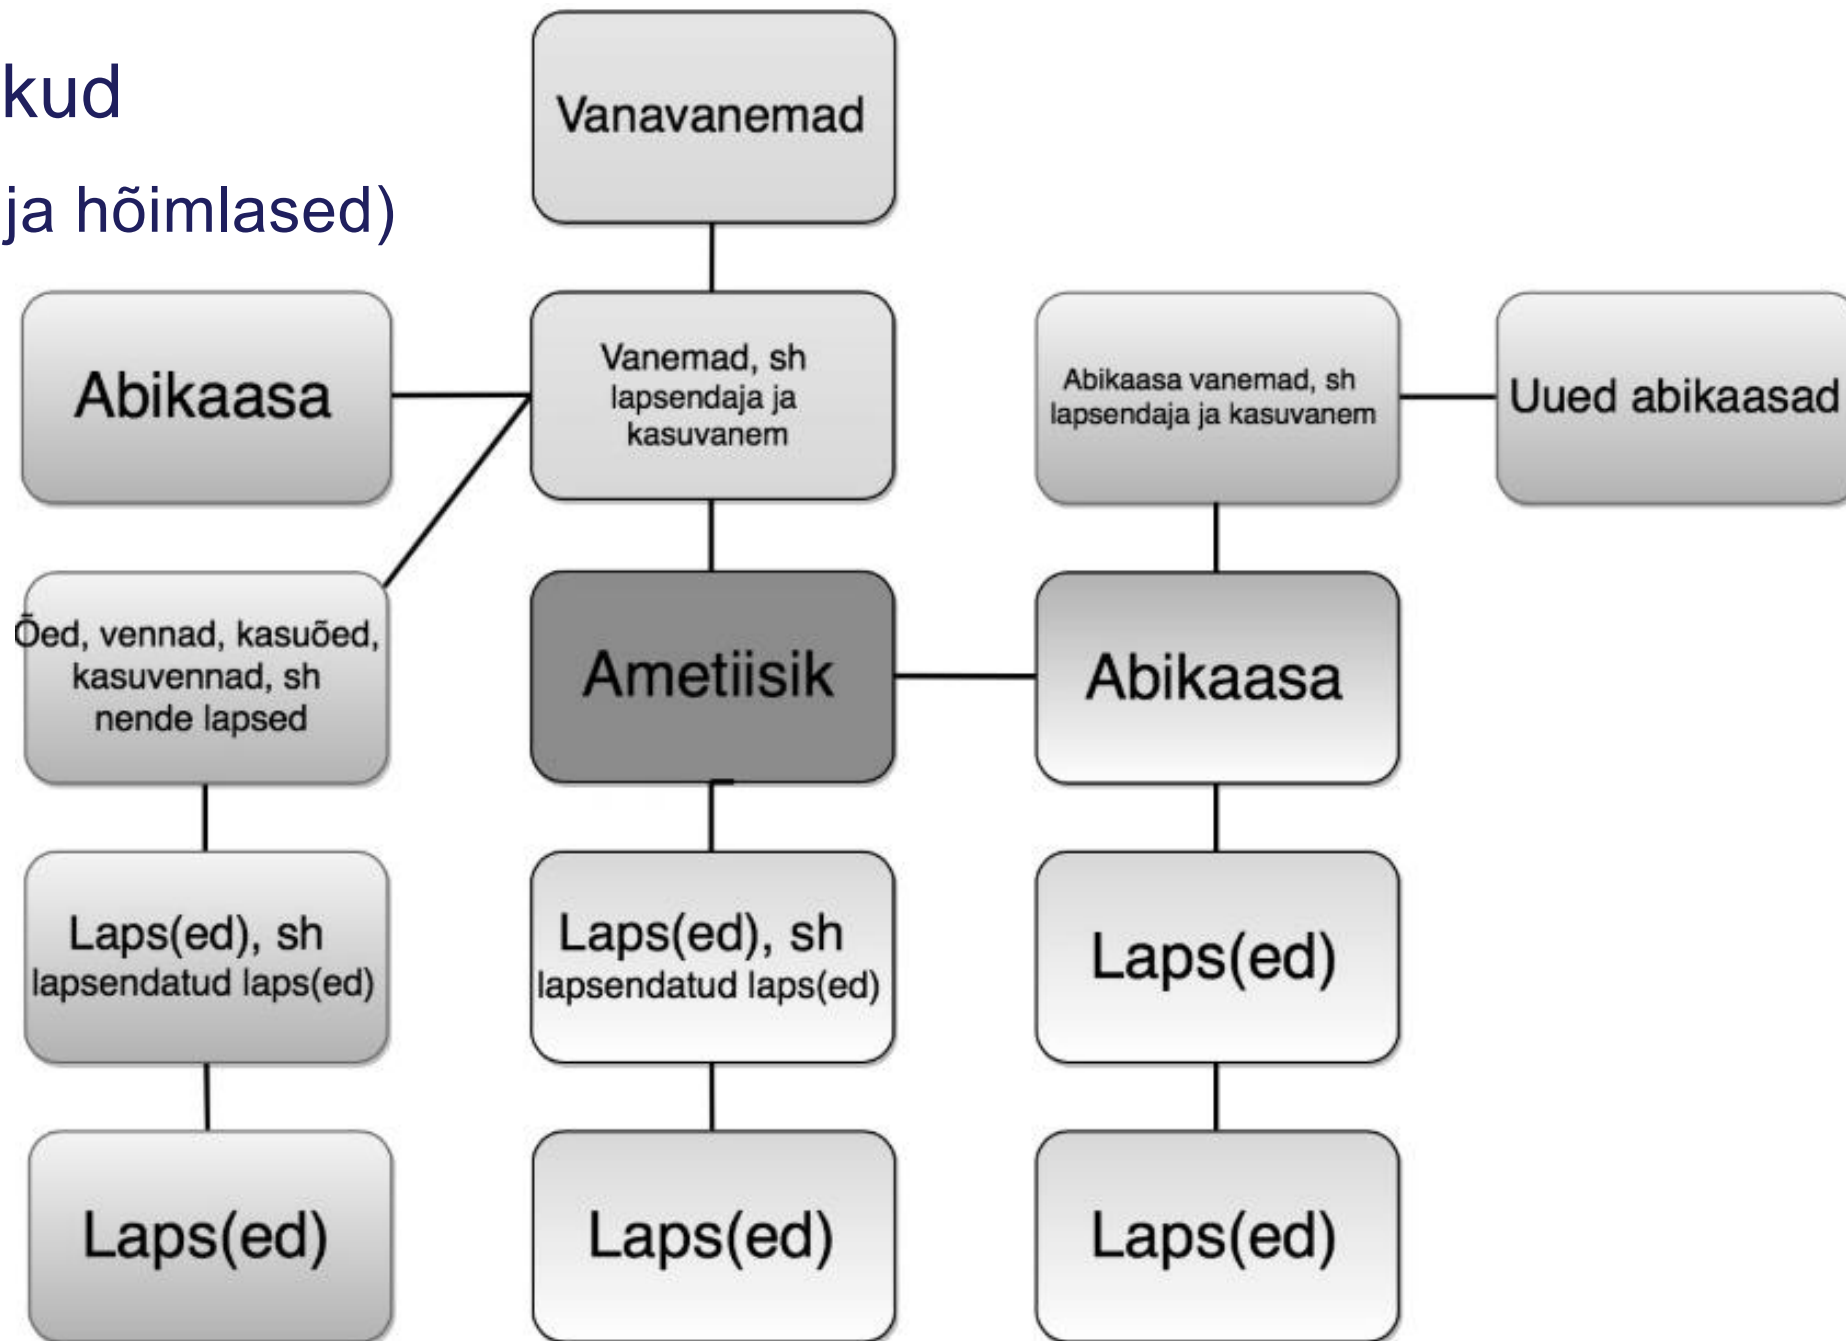 kud
ja hõimlased)
Vanavanemad
Abikaasa
Vanemad, sh
lapsendaja ja
kasuvanem
Abikaasa vanemad, sh
lapsendaja ja kasuvanem
Uued abikaasad
Õed, vennad, kasuõed,
kasuvennad, sh
nende lapsed
Ametiisik
Abikaasa
Laps(ed), sh
lapsendatud laps(ed)
Laps(ed), sh
lapsendatud laps(ed)
Laps(ed)
Laps(ed)
Laps(ed)
Laps(ed)